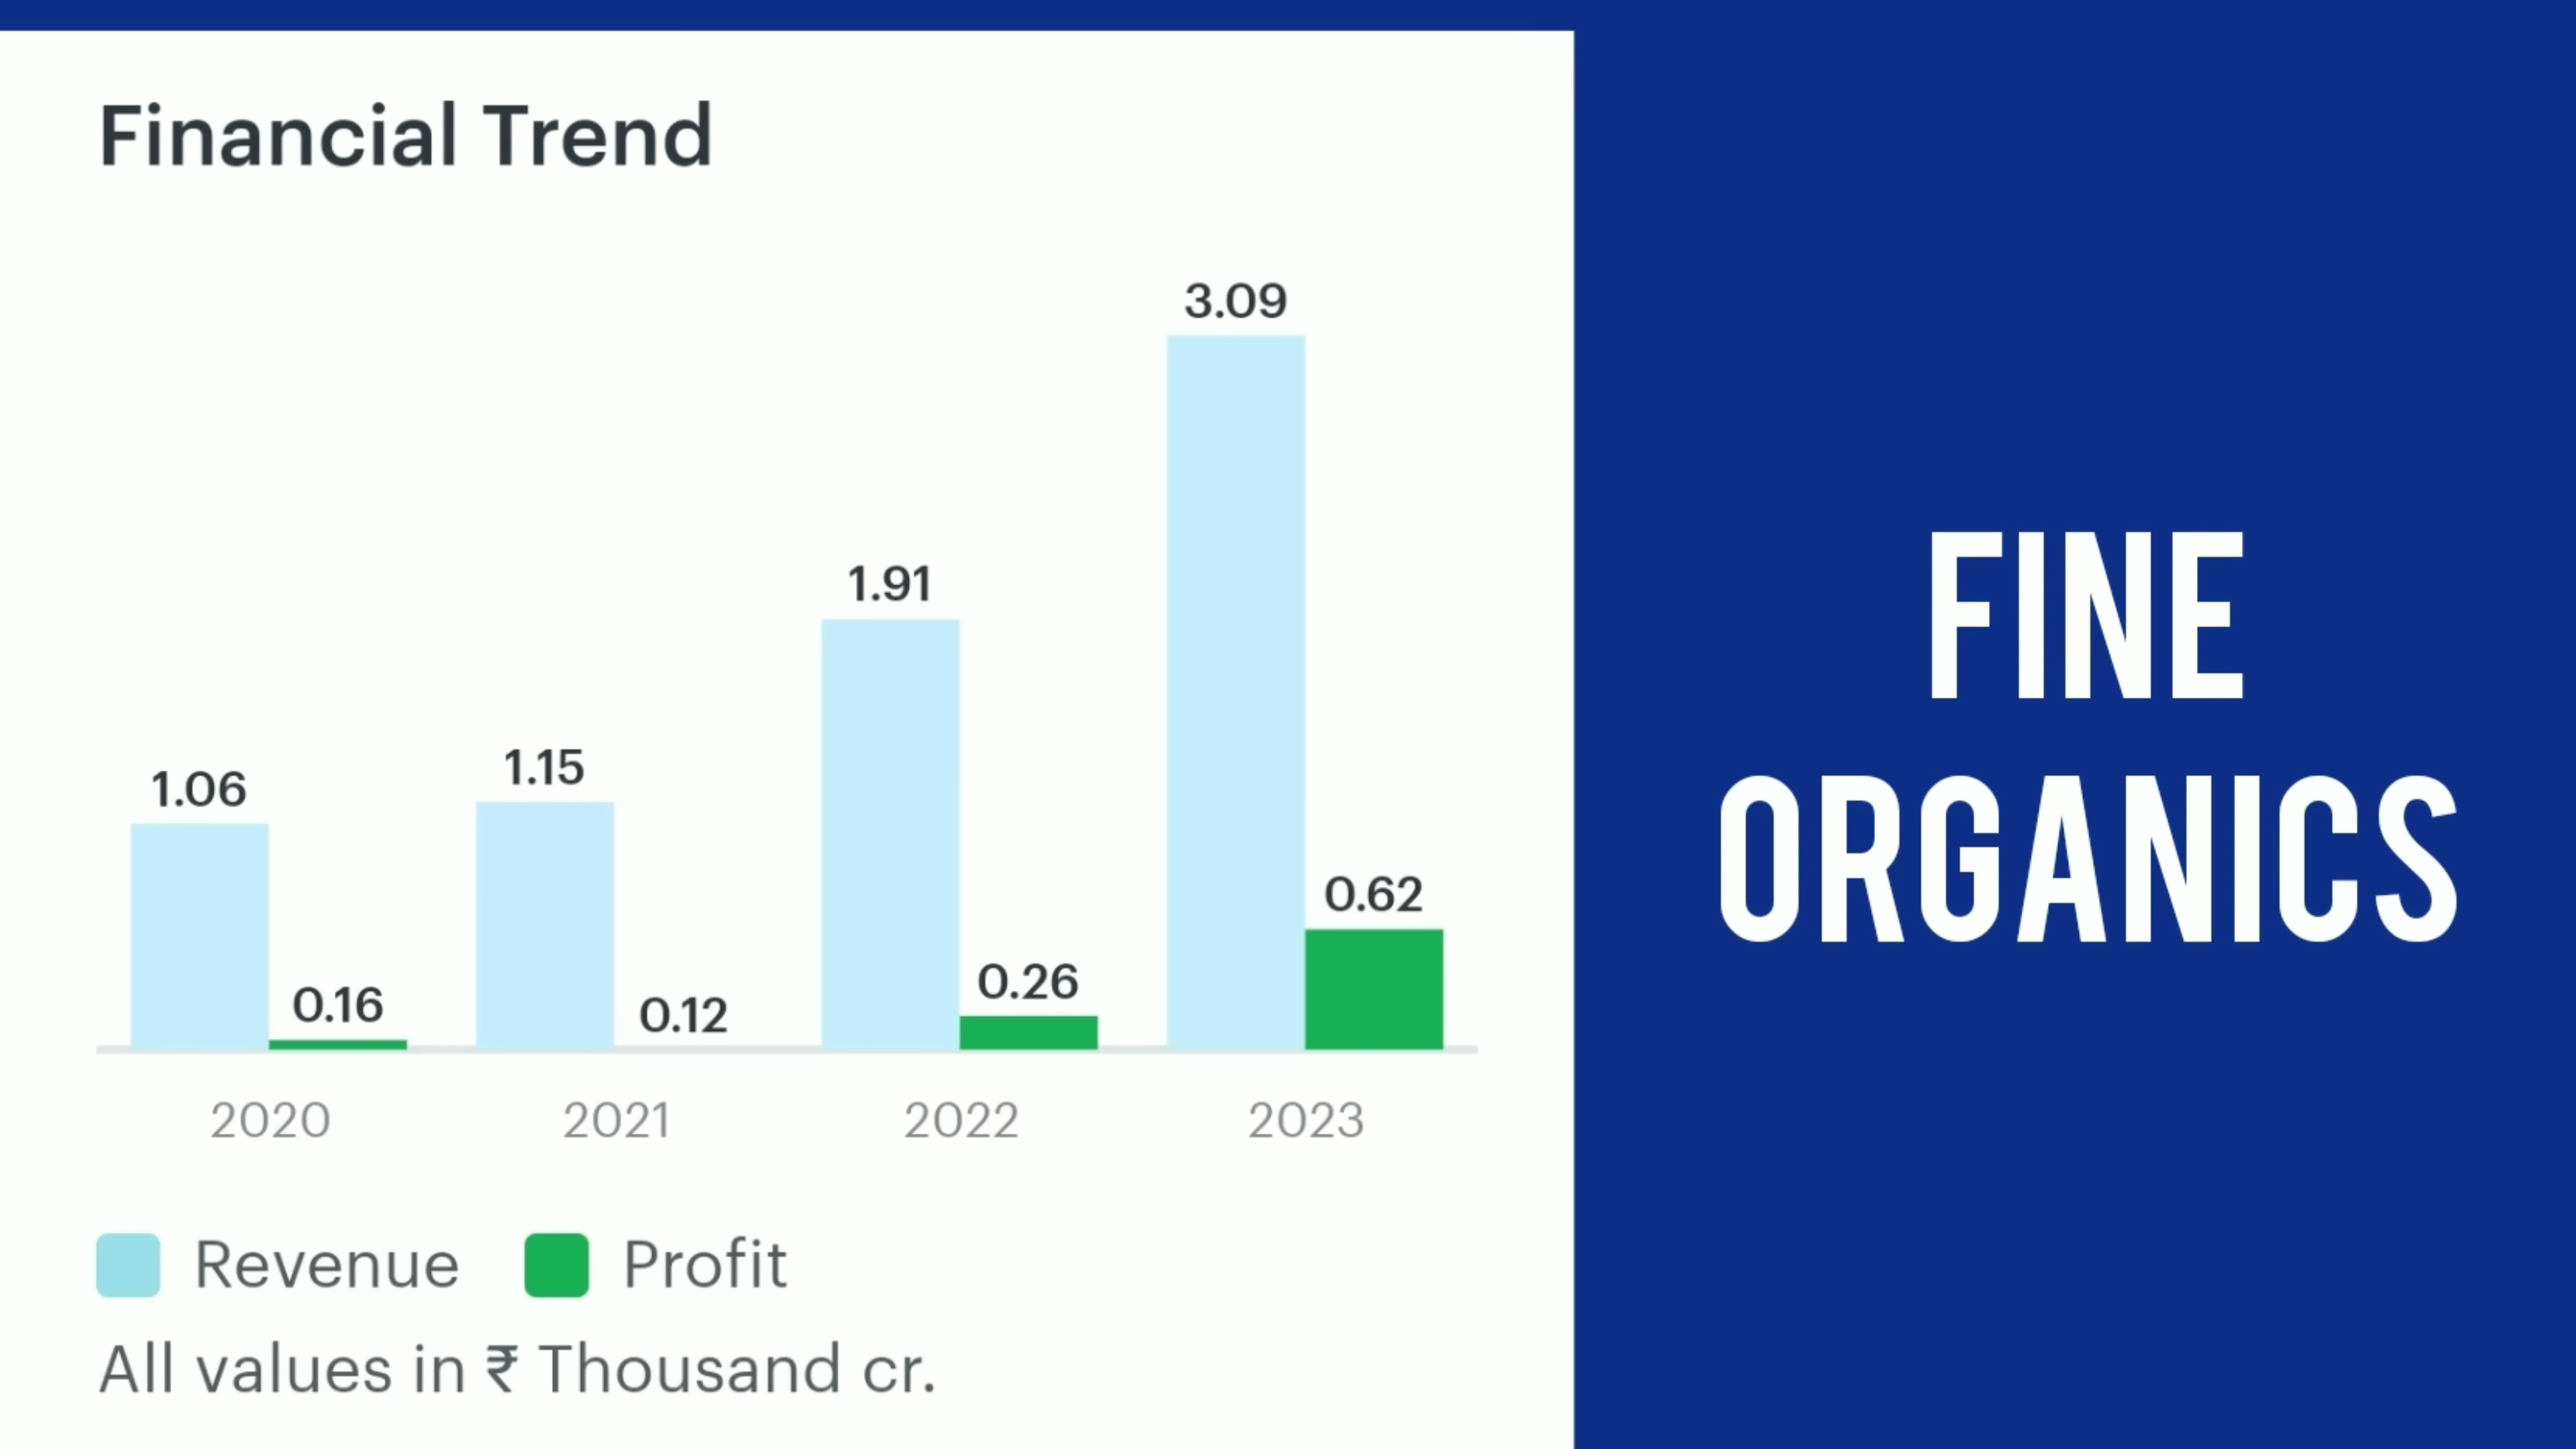 Financial Trend
3.09
1.91
1.15
1.06
0.62
0.26
0.16
0.12
2020 2021 2022 2023
Revenue Profit
All values in ₹ Thousand cr.
FINE
ORGANICS